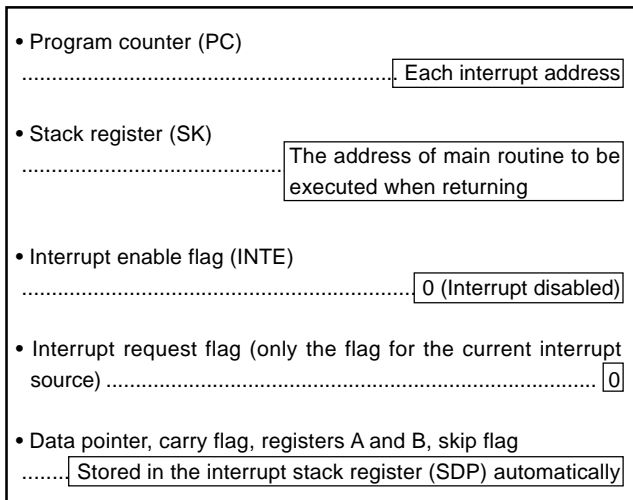 • Program counter (PC)
............................................................... Each interrupt address
• Stack register (SK)
............................................ The address of main routine to be
executed when returning
• Interrupt enable flag (INTE)
.................................................................. 0 (Interrupt disabled)
• Interrupt request flag (only the flag for the current interrupt
source) ................................................................................... 0
• Data pointer, carry flag, registers A and B, skip flag
........ Stored in the interrupt stack register (SDP) automatically